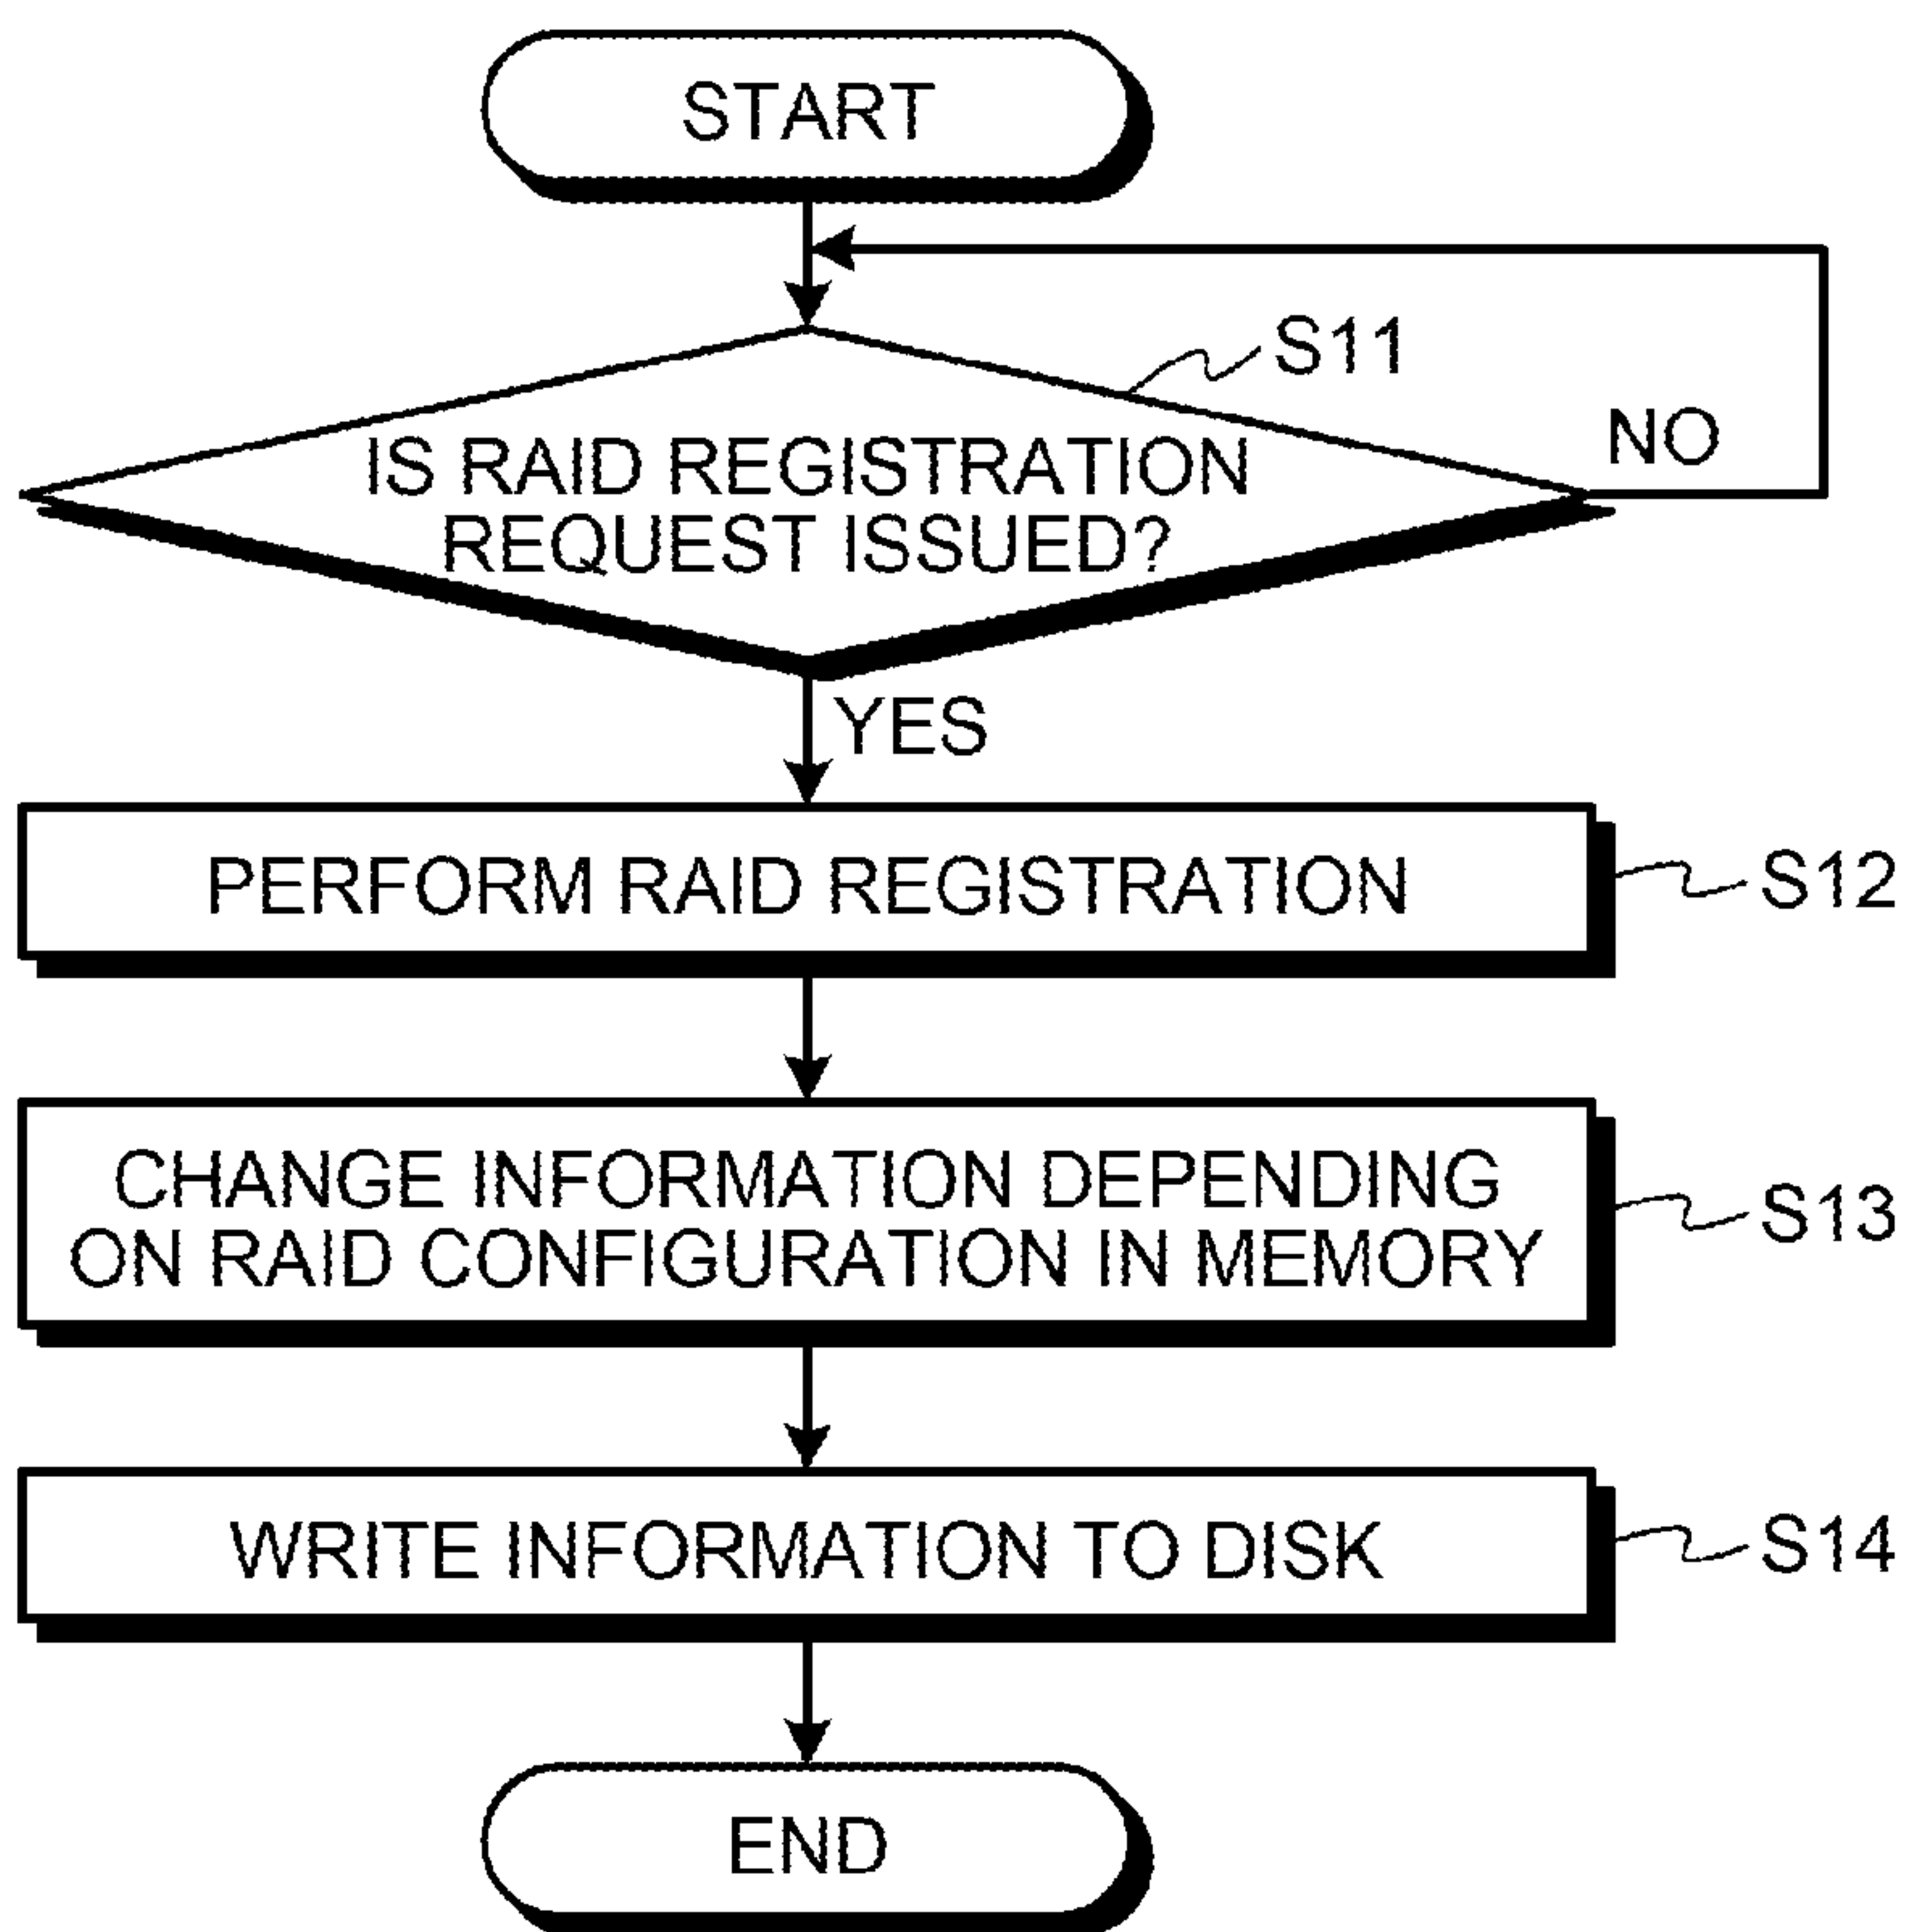 START
S11
NO
IS RAID REGISTRATION
REQUEST ISSUED?
YES
PERFORM RAID REGISTRATION
S12
CHANGE INFORMATION DEPENDING
ON RAID CONFIGURATION IN MEMORY
S13
WRITE INFORMATION TO DISK
S14
END